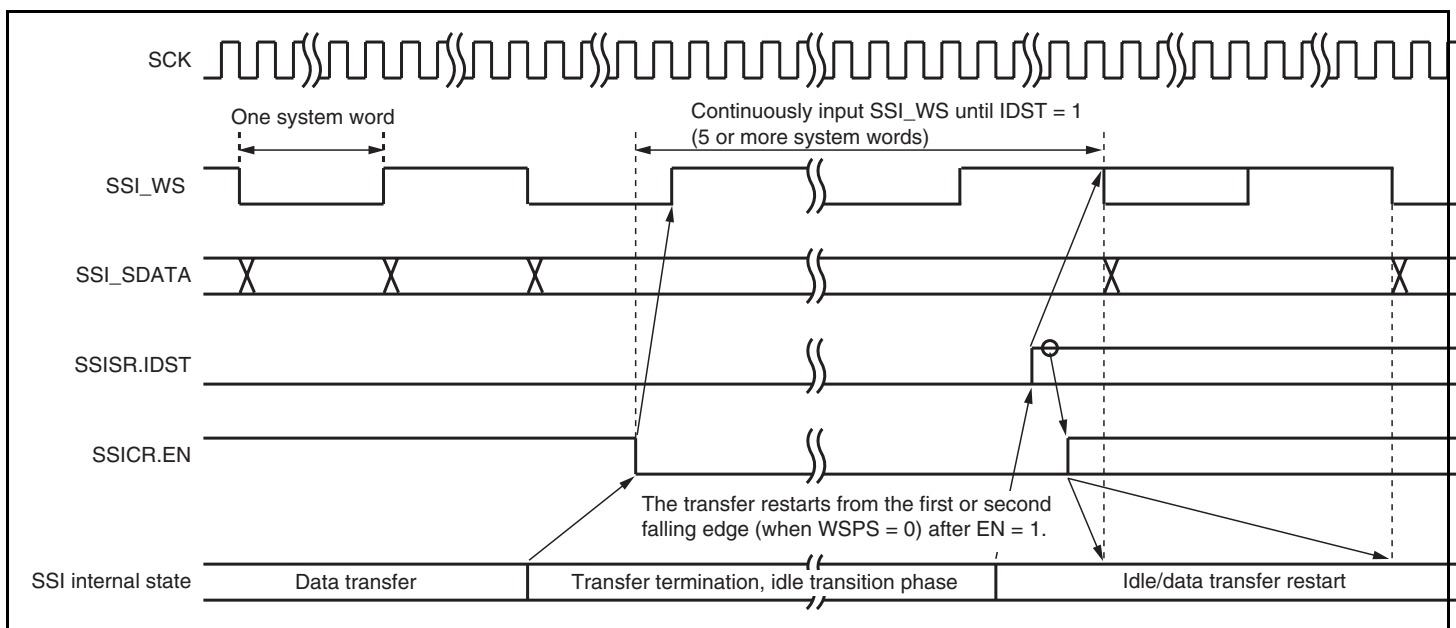 SCK
One system word
Continuously input SSI_WS until IDST = 1
(5 or more system words)
SSI_WS
SSI_SDATA
SSISR.IDST
SSICR.EN
The transfer restarts from the first or second
falling edge (when WSPS = 0) after EN = 1.
SSI internal state
Data transfer
Transfer termination, idle transition phase
Idle/data transfer restart